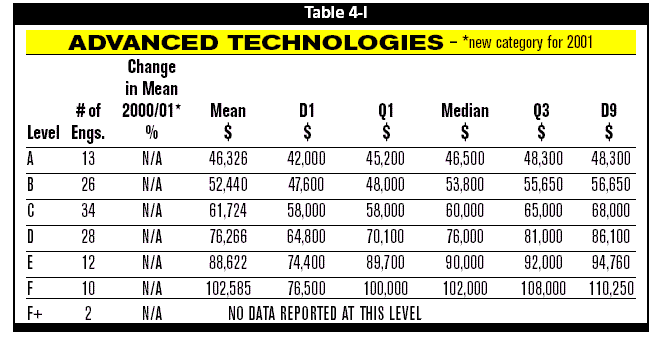 Table 4-I
ADVANCED TECHNOLOGIES – *new category for 2001
Change
in Mean
# of 2000/01* Mean D1 Q1 Median Q3 D9
Level Engs. % $ $ $ $ $ $
A 13 N/A 46,326 42,000 45,200 46,500 48,300 48,300
B 26 N/A 52,440 47,600 48,000 53,800 55,650 56,650
C 34 N/A 61,724 58,000 58,000 60,000 65,000 68,000
D 28 N/A 76,266 64,800 70,100 76,000 81,000 86,100
E 12 N/A 88,622 74,400 89,700 90,000 92,000 94,760
F 10 N/A 102,585 76,500 100,000 102,000 108,000 110,250
F+ 2 N/A NO DATA REPORTED AT THIS LEVEL